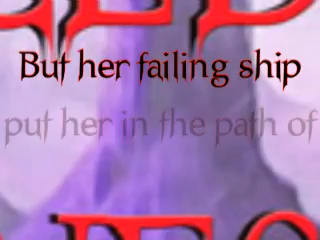 But her failing ship
put her in the path of